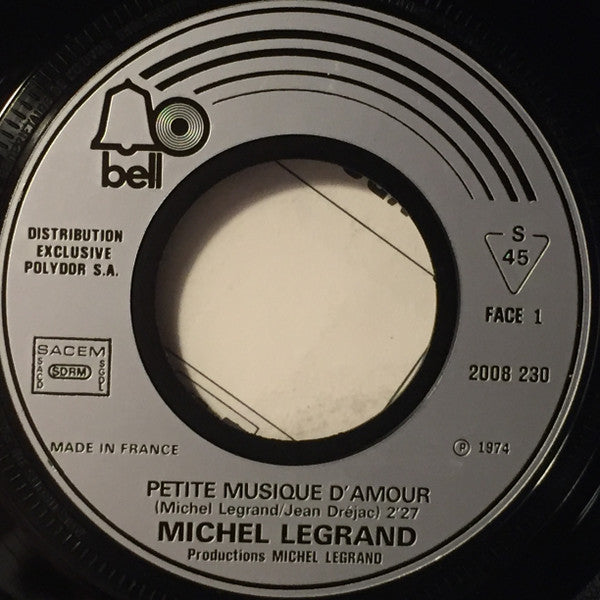 bell
DISTRIBUTION
EXCLUSIVE
POLYDOR S.A.
S
45
FACE 1
2008 230
SACEM
SACD
SDRM
SGDL
MADE IN FRANCE
℗ 1974
PETITE MUSIQUE D'AMOUR
(Michel Legrand/Jean Dréjac) 2'27
MICHEL LEGRAND
Productions MICHEL LEGRAND